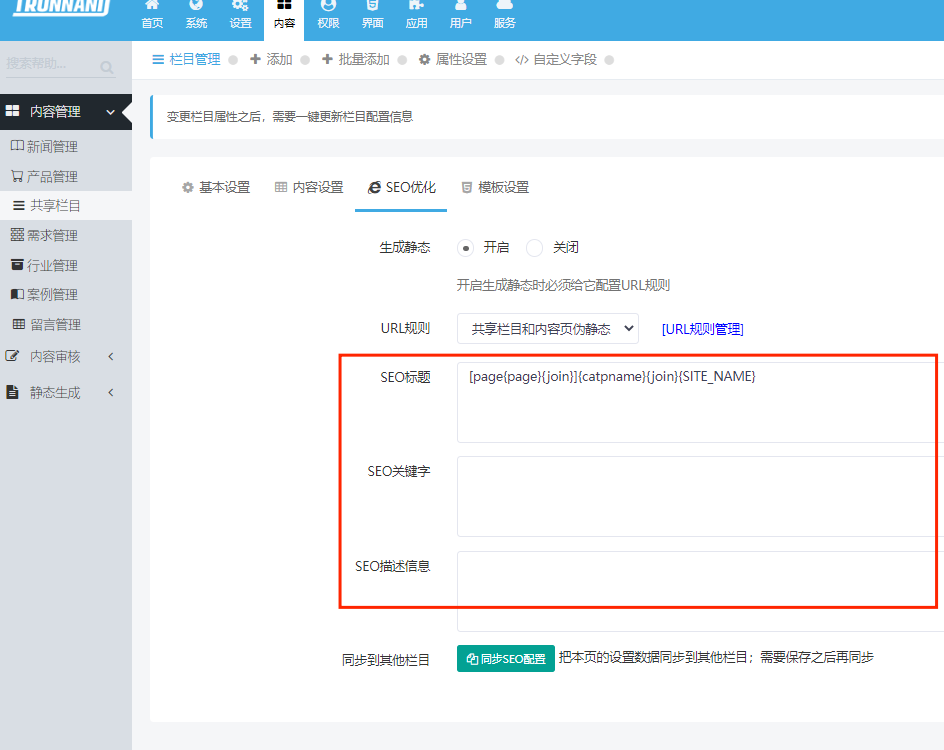 TRUNNANO
首页 系统 设置 内容 权限 界面 应用 用户 服务
搜索帮助...
栏目管理 添加 批量添加 属性设置 自定义字段
内容管理
变更栏目属性之后，需要一键更新栏目配置信息
新闻管理
产品管理
共享栏目
需求管理
行业管理
案例管理
留言管理
内容审核
静态生成
基本设置 内容设置 SEO优化 模板设置
生成静态 开启 关闭
开启生成静态时必须给它配置URL规则
URL规则 共享栏目和内容页伪静态 [URL规则管理]
SEO标题 [page{page}{join}]{catpname}{join}{SITE_NAME}
SEO关键字
SEO描述信息
同步到其他栏目 同步SEO配置 把本页的设置数据同步到其他栏目；需要保存之后再同步